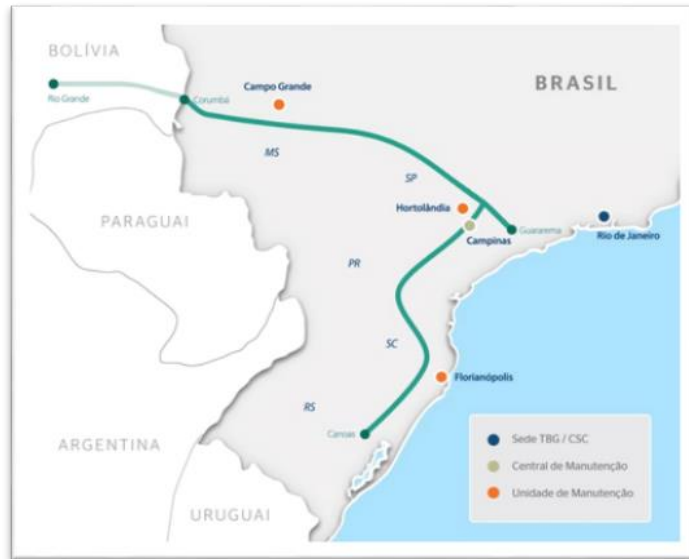 BOLÍVIA
Rio Grande
Corumbá
Campo Grande
BRASIL
MS
SP
PARAGUAI
Hortolândia
Campinas
Guararema
Rio de Janeiro
PR
SC
Florianópolis
RS
Canoas
ARGENTINA
URUGUAI
Sede TBG / CSC
Central de Manutenção
Unidade de Manutenção